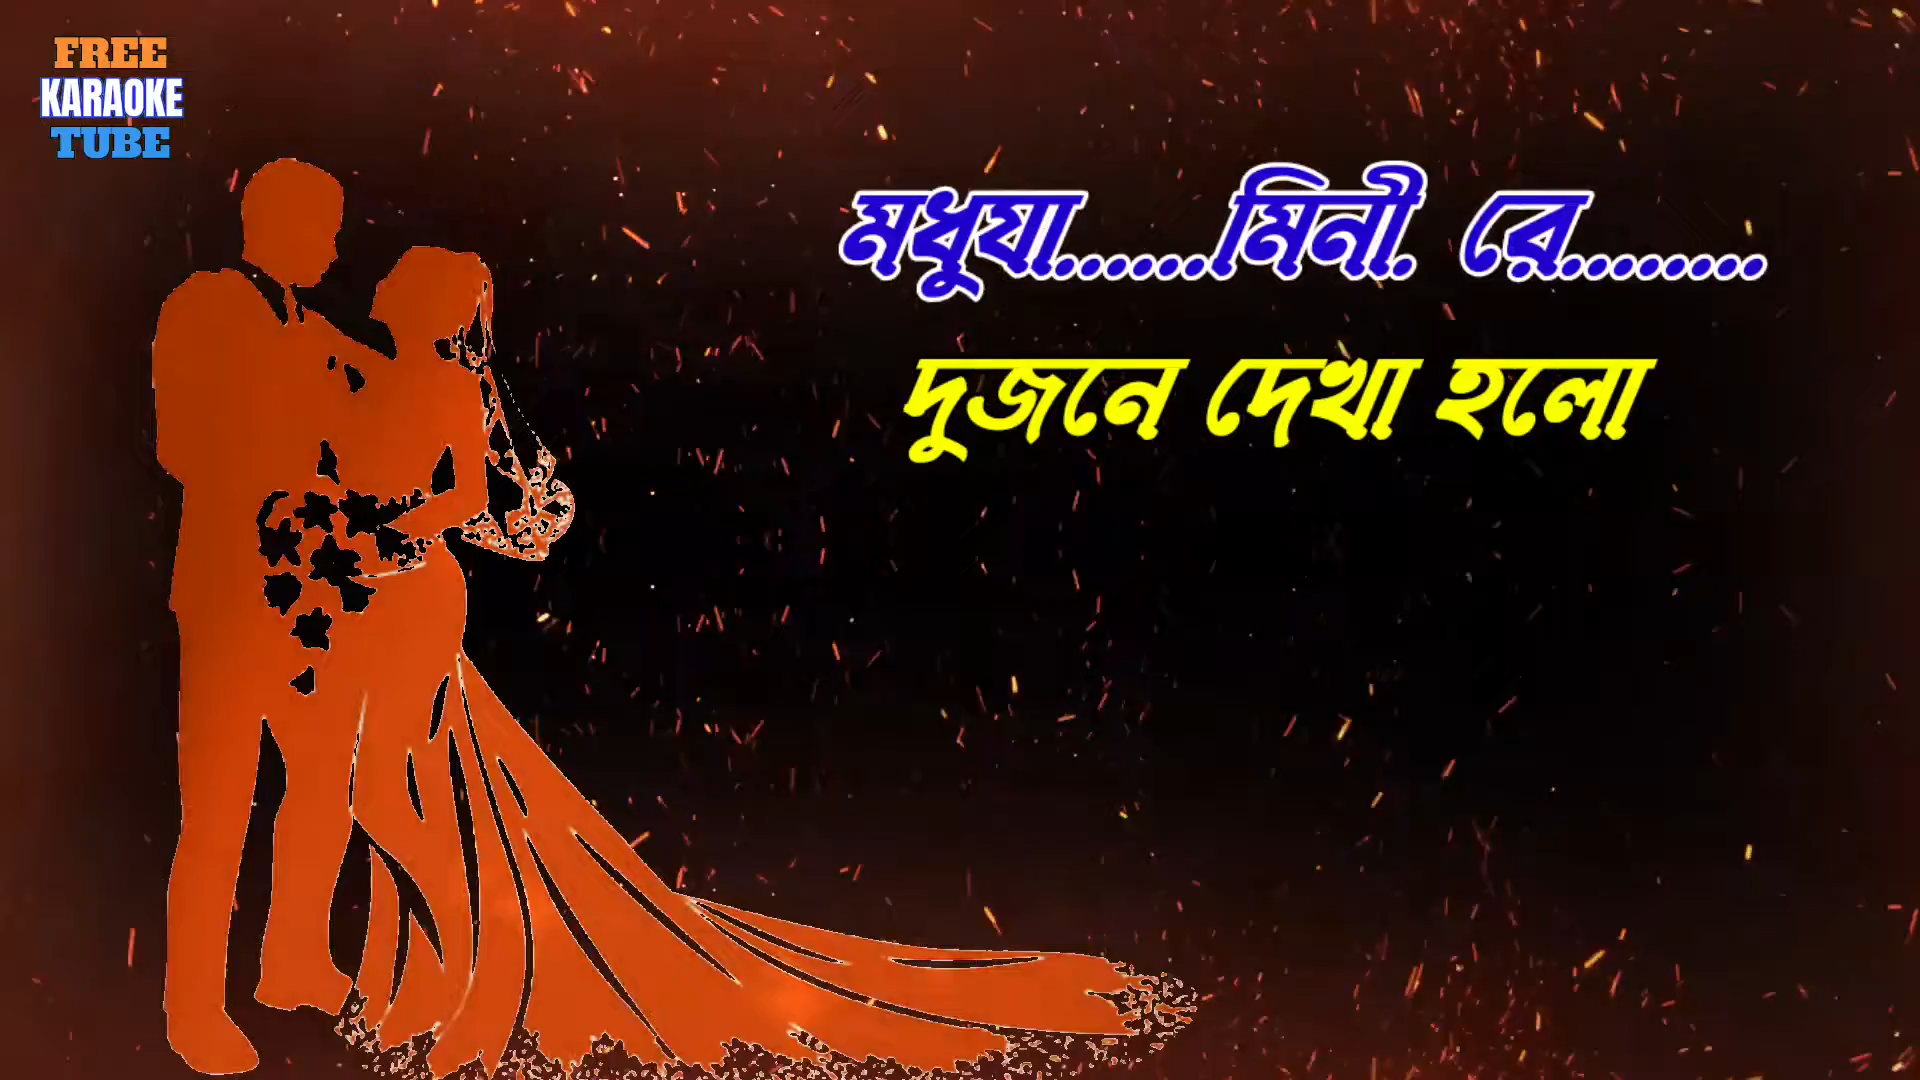 FREE
KARAOKE
TUBE
মধুযা......মিনী রে........
দুজনে দেখা হলো